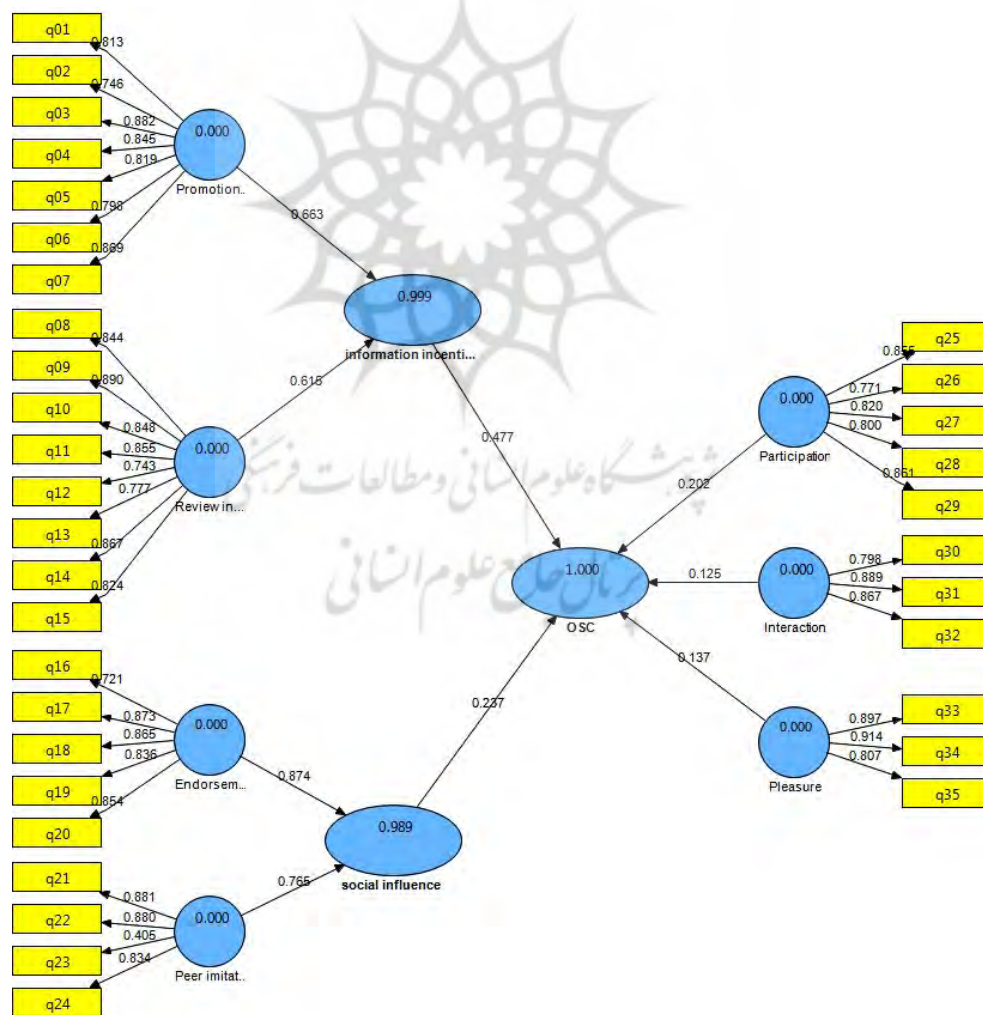 q01
0.813
q02
0.746
q03
0.882
q04
0.845
q05
0.819
q06
0.798
q07
0.869
0.000
Promotion..
0.663
0.999
information incenti...
q08
0.844
q09
0.890
q10
0.848
q11
0.855
q12
0.743
q13
0.777
q14
0.867
q15
0.824
0.000
Review in...
0.615
0.477
q16
0.721
q17
0.873
q18
0.865
q19
0.836
q20
0.854
0.000
Endorsem...
0.874
0.989
social influence
0.237
q21
0.881
q22
0.880
q23
0.405
q24
0.834
0.000
Peer imitat..
0.765
پژوهشگاه علوم انسانی و مطالعات فرهنگی
پرتال جامع علوم انسانی
1.000
OSC
q25
0.855
q26
0.771
q27
0.820
q28
0.800
q29
0.861
0.000
Participation
0.202
q30
0.798
q31
0.889
q32
0.867
0.000
Interaction
0.125
q33
0.897
q34
0.914
q35
0.807
0.000
Pleasure
0.137